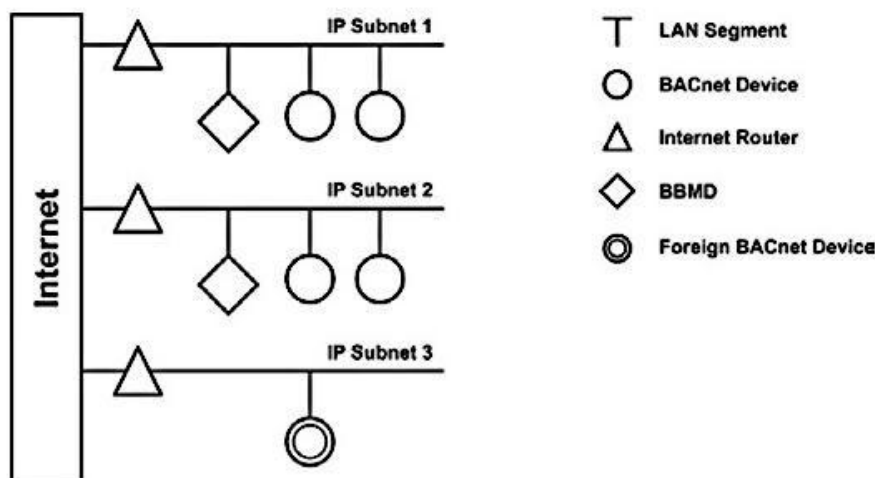 Internet
IP Subnet 1
IP Subnet 2
IP Subnet 3
LAN Segment
BACnet Device
Internet Router
BBMD
Foreign BACnet Device